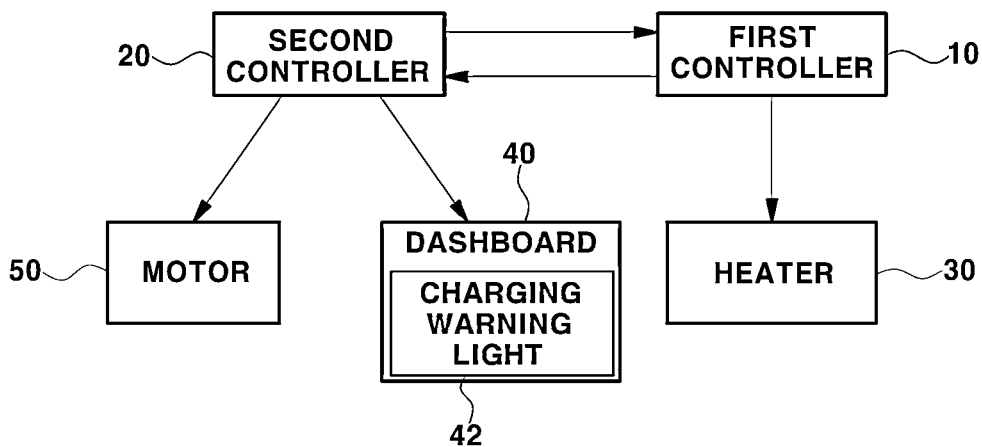 20
SECOND
CONTROLLER
FIRST
CONTROLLER
10
40
50
MOTOR
DASHBOARD
CHARGING
WARNING
LIGHT
HEATER
30
42